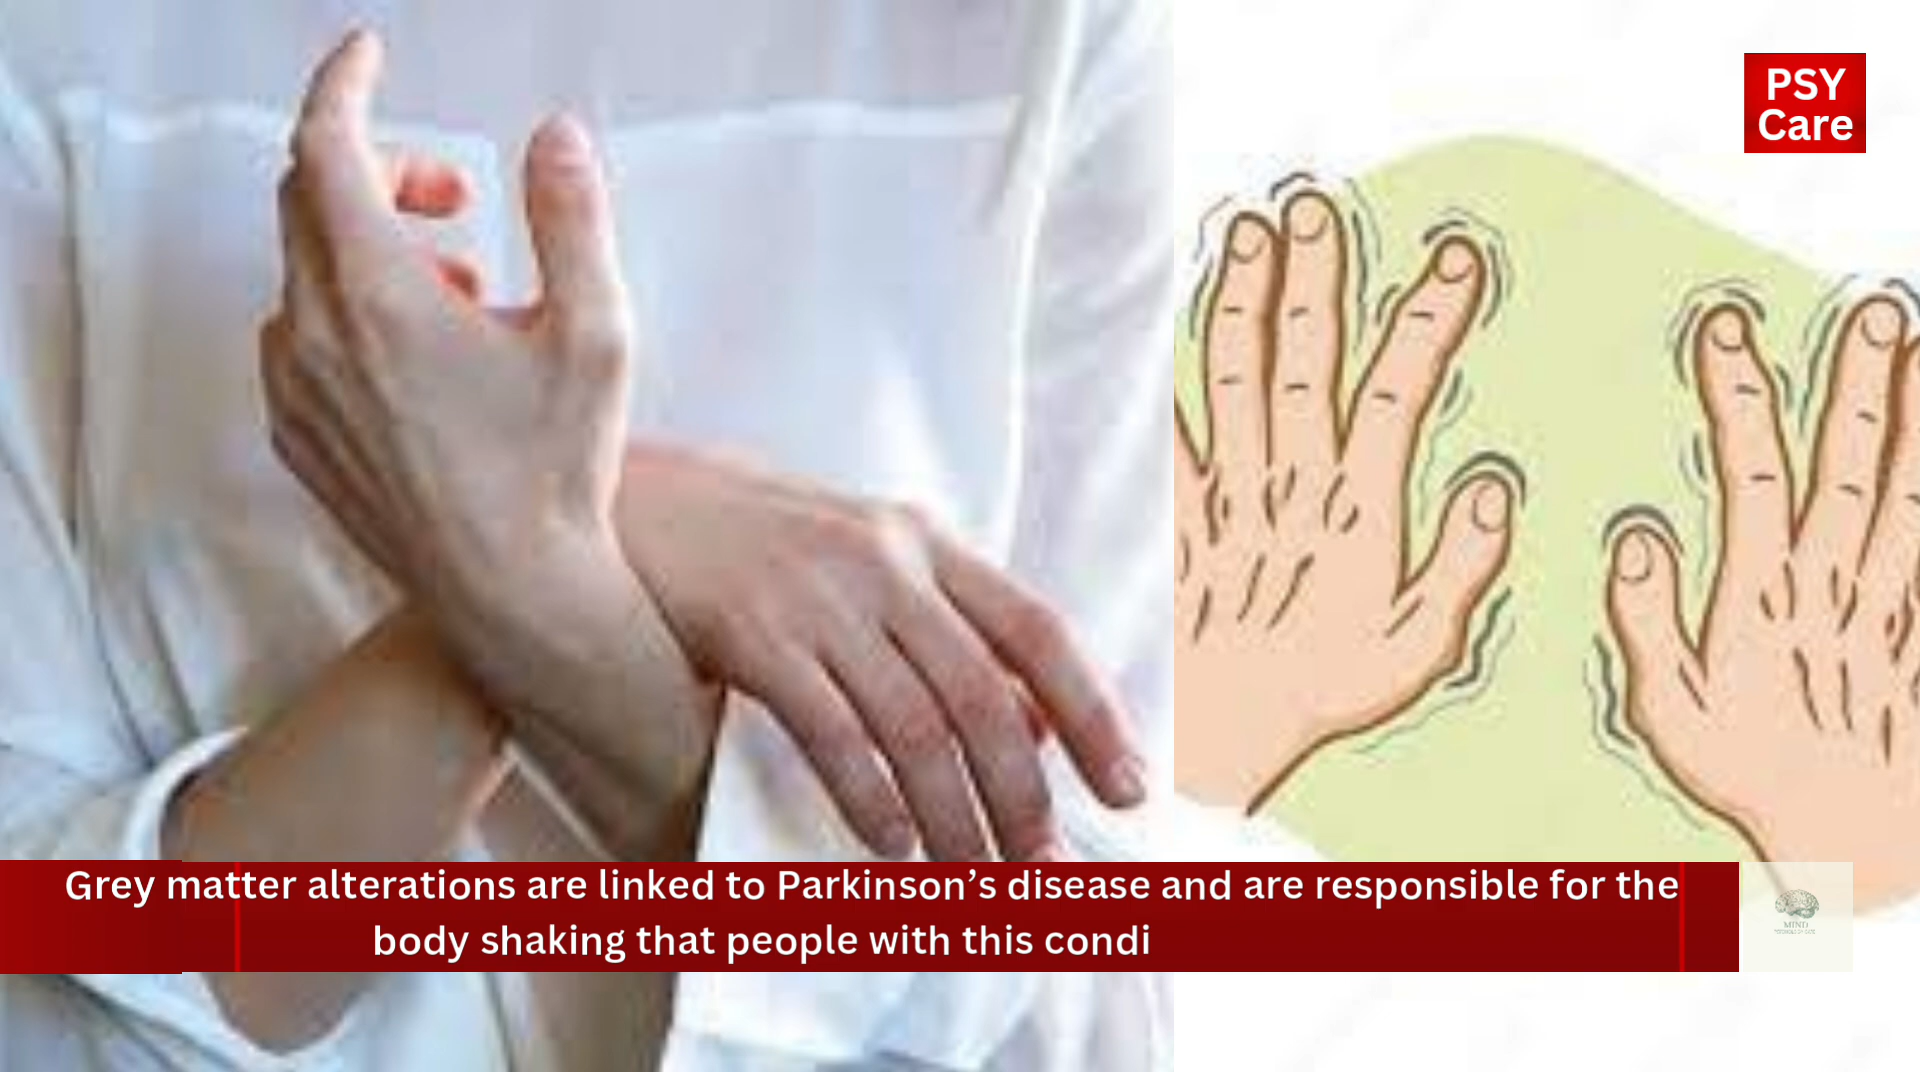 PSY
Care
Grey matter alterations are linked to Parkinson’s disease and are responsible for the
body shaking that people with this condi
MIND